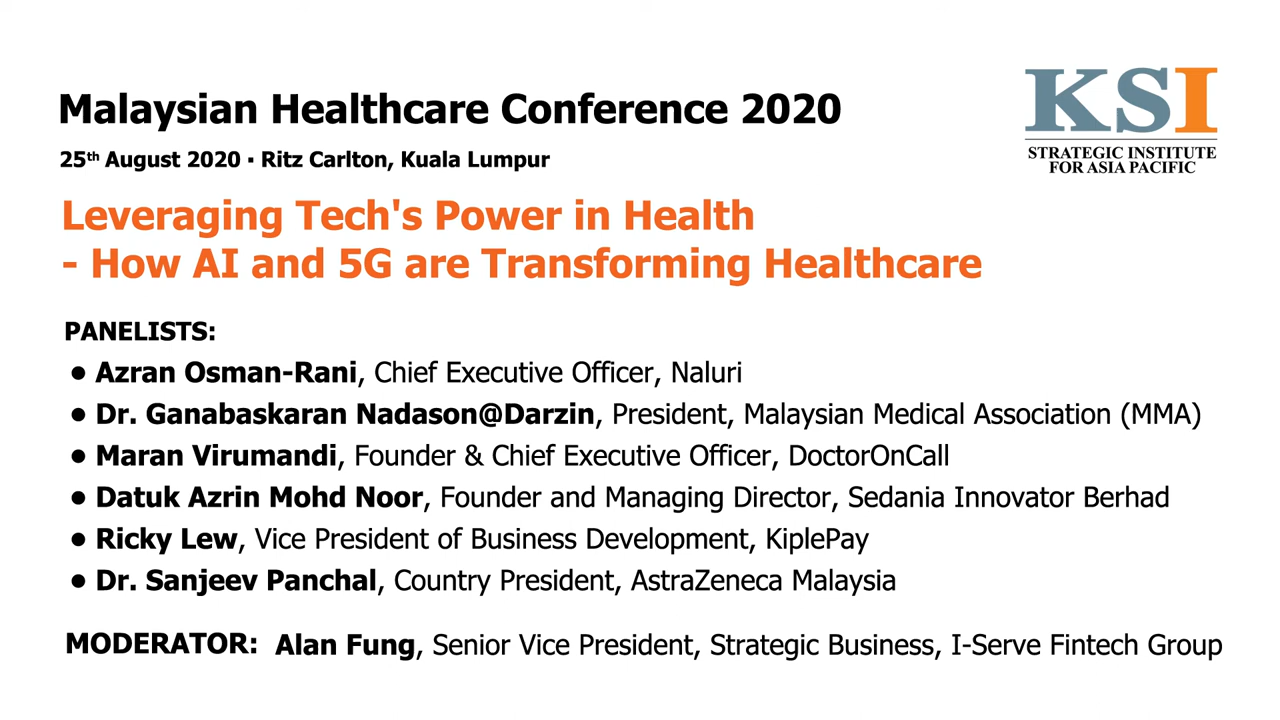 Malaysian Healthcare Conference 2020
25th August 2020 · Ritz Carlton, Kuala Lumpur
KSI
STRATEGIC INSTITUTE
FOR ASIA PACIFIC
Leveraging Tech's Power in Health
- How AI and 5G are Transforming Healthcare
PANELISTS:
● Azran Osman-Rani, Chief Executive Officer, Naluri
● Dr. Ganabaskaran Nadason@Darzin, President, Malaysian Medical Association (MMA)
● Maran Virumandi, Founder & Chief Executive Officer, DoctorOnCall
● Datuk Azrin Mohd Noor, Founder and Managing Director, Sedania Innovator Berhad
● Ricky Lew, Vice President of Business Development, KiplePay
● Dr. Sanjeev Panchal, Country President, AstraZeneca Malaysia
MODERATOR: Alan Fung, Senior Vice President, Strategic Business, I-Serve Fintech Group